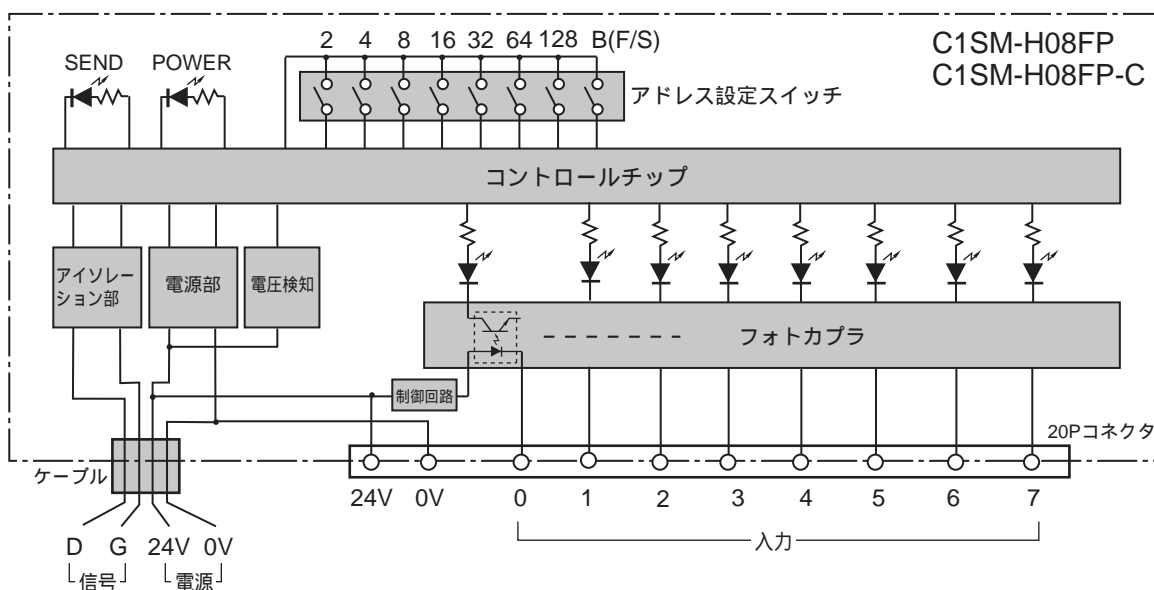 C1SM-H08FP
C1SM-H08FP-C
2 4 8 16 32 64 128 B(F/S)
SEND POWER
アドレス設定スイッチ
コントロールチップ
アイソレー
ション部
電源部
電圧検知
フォトカプラ
制御回路
20Pコネクタ
ケーブル
24V 0V 0 1 2 3 4 5 6 7
入力
D G 24V 0V
信号 電源